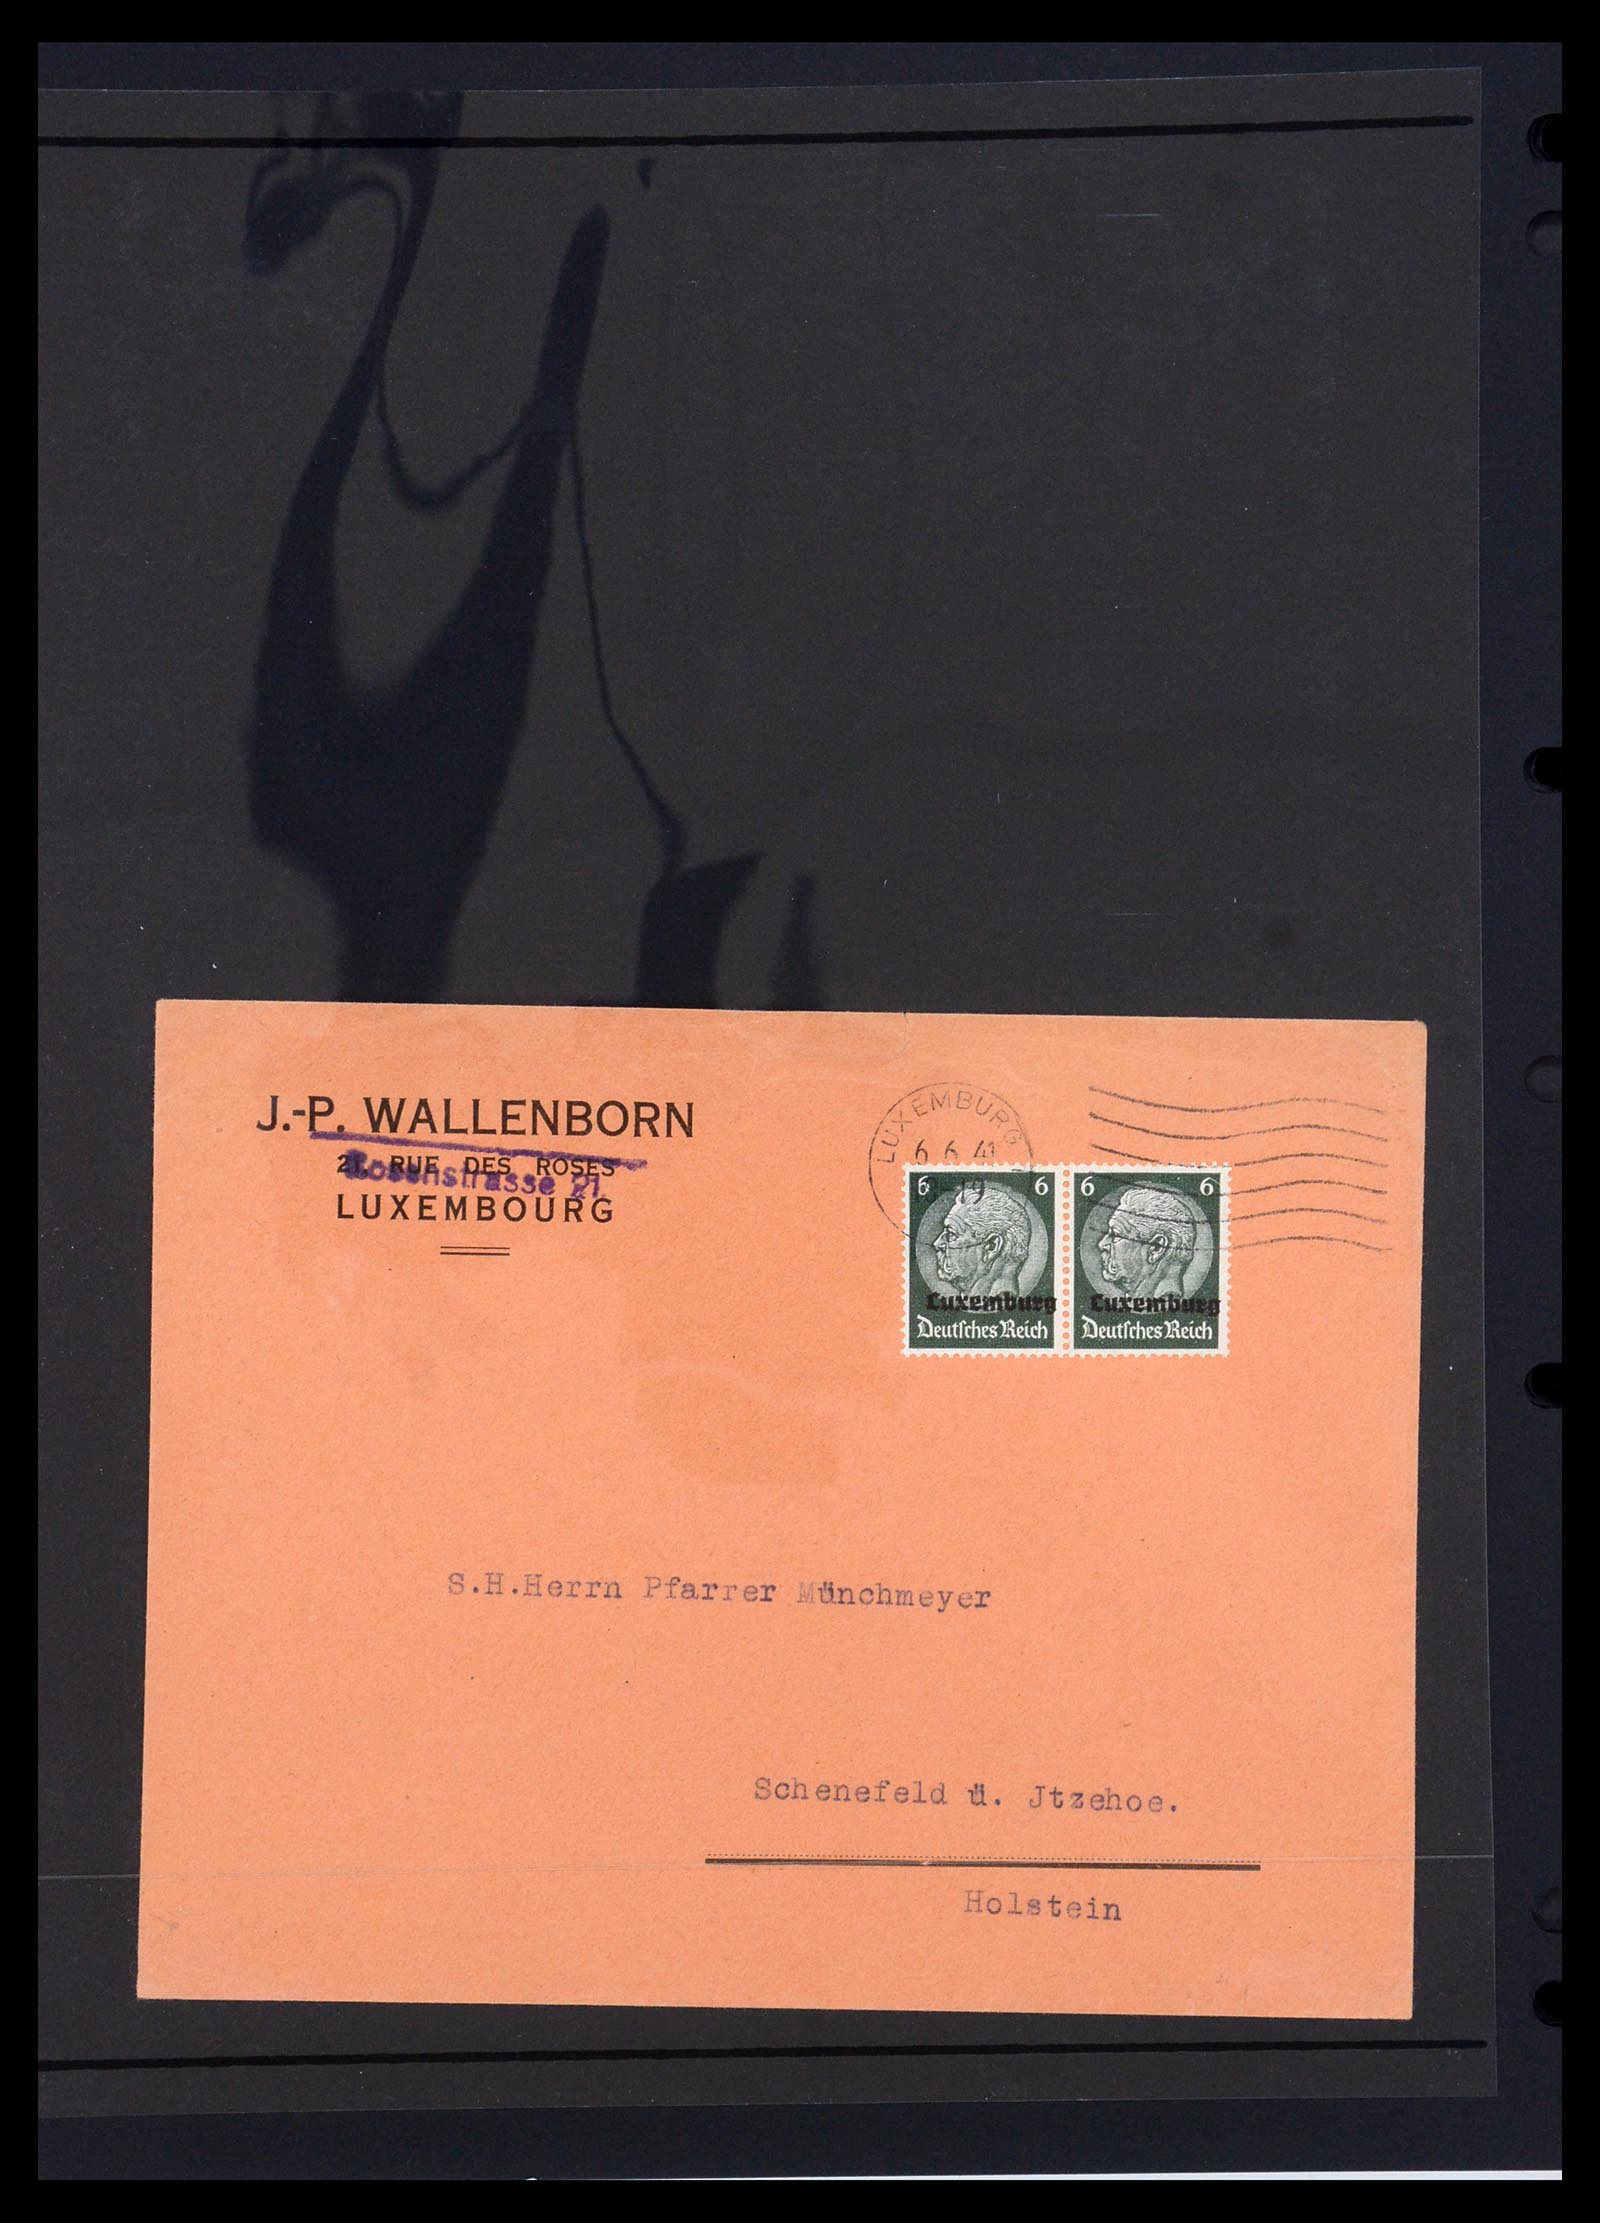 J.-P. WALLENBORN
21, RUE DES ROSES
Rosenstrasse 21.
LUXEMBOURG
LUXEMBURG
6 6 41
19
6 6 6 6
Luxemburg Luxemburg
Deutsches Reich Deutsches Reich
S.H.Herrn Pfarrer Münchmeyer
Schenefeld ü. Jtzehoe.
Holstein